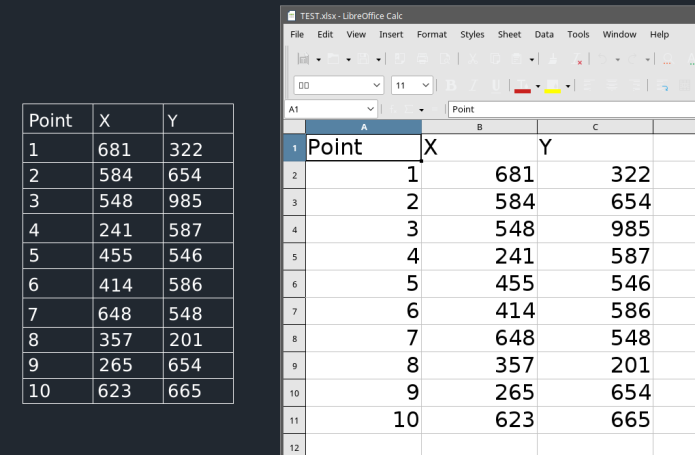 TEST.xlsx - LibreOffice Calc
File Edit View Insert Format Styles Sheet Data Tools Window Help
11
A1 Point
A B C
1 Point X Y
2 1 681 322
3 2 584 654
4 3 548 985
5 4 241 587
6 5 455 546
7 6 414 586
8 7 648 548
9 8 357 201
10 9 265 654
11 10 623 665
12
Point X Y
1 681 322
2 584 654
3 548 985
4 241 587
5 455 546
6 414 586
7 648 548
8 357 201
9 265 654
10 623 665